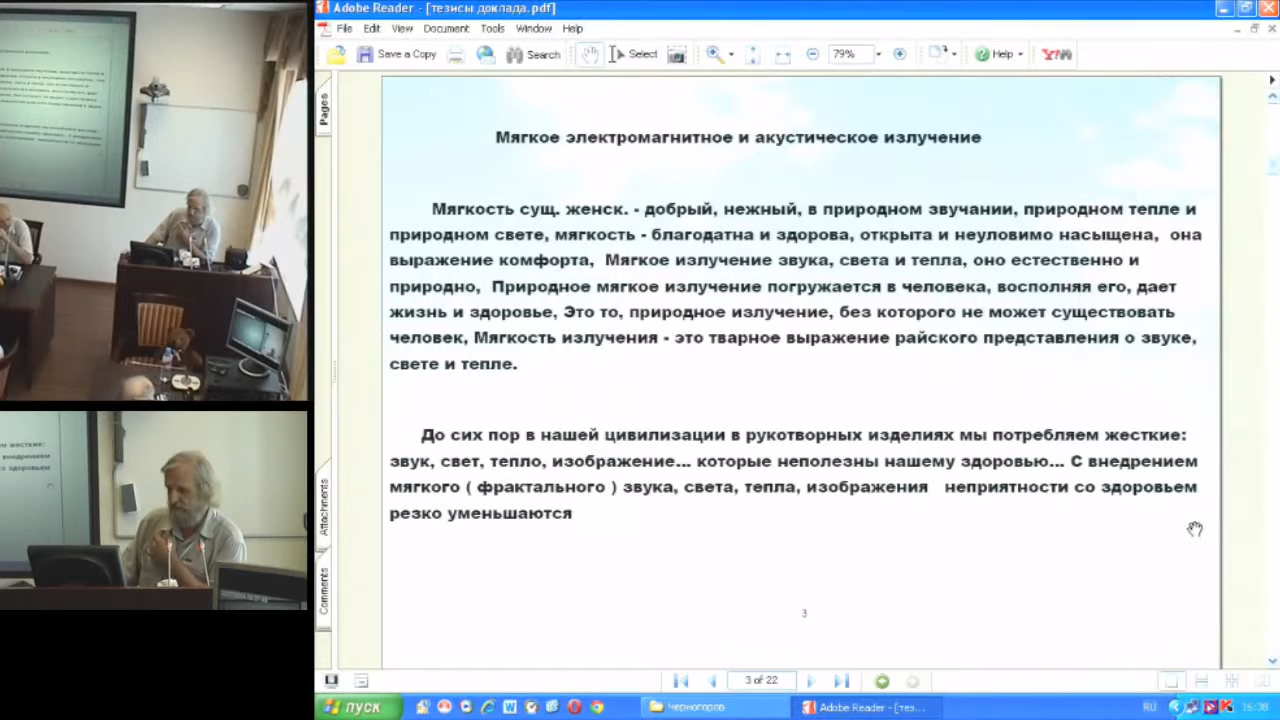 Adobe Reader - [тезисы доклада.pdf]
File Edit View Document Tools Window Help
Save a Copy Search Select 79% Help
Pages
Мягкое электромагнитное и акустическое излучение
Мягкость сущ. женск. - добрый, нежный, в природном звучании, природном тепле и
природном свете, мягкость - благодатна и здорова, открыта и неуловимо насыщена, она
выражение комфорта, Мягкое излучение звука, света и тепла, оно естественно и
природно, Природное мягкое излучение погружается в человека, восполняя его, дает
жизнь и здоровье, Это то, природное излучение, без которого не может существовать
человек, Мягкость излучения - это тварное выражение райского представления о звуке,
свете и тепле.
До сих пор в нашей цивилизации в рукотворных изделиях мы потребляем жесткие:
звук, свет, тепло, изображение... которые неполезны нашему здоровью... С внедрением
мягкого ( фрактального ) звука, света, тепла, изображения неприятности со здоровьем
резко уменьшаются
Attachments
Comments
3
3 of 22
пуск
Черногоров
Adobe Reader - [тез...
RU
16:38
ем жесткие:
внедрением
со здоровьем